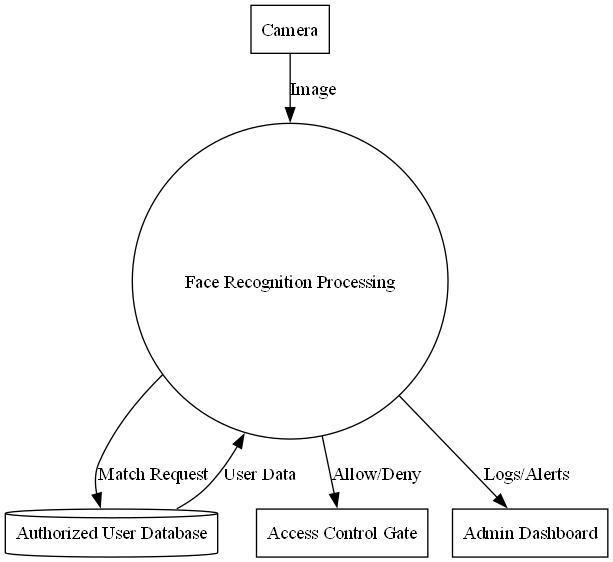 Camera
Image
Face Recognition Processing
Match Request
User Data
Allow/Deny
Logs/Alerts
Authorized User Database
Access Control Gate
Admin Dashboard